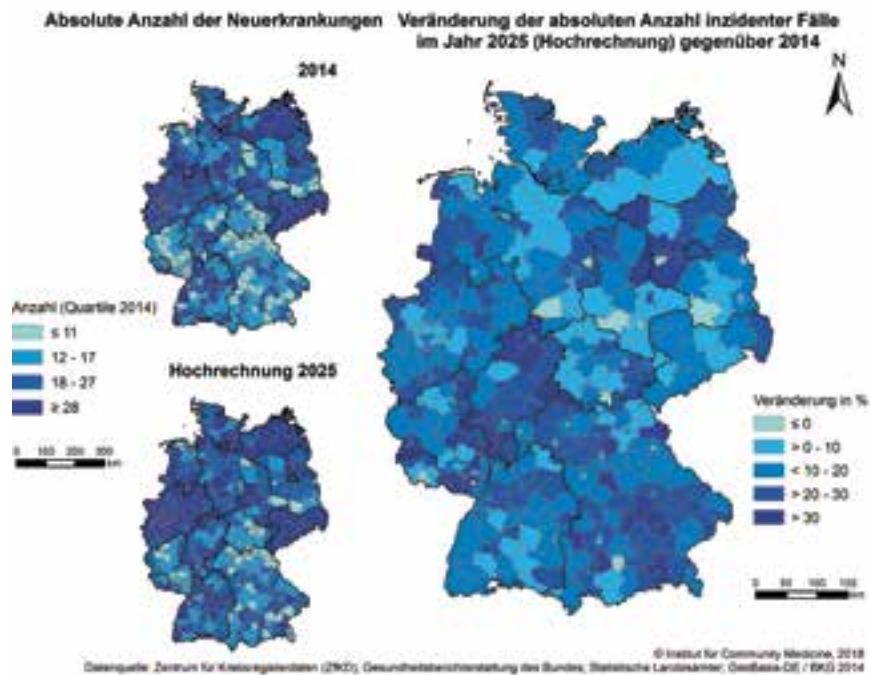 Absolute Anzahl der Neuerkrankungen
2014
Anzahl (Quartile 2014)
≤ 11
12 - 17
18 - 27
≥ 28
0 100 200 300
km
Hochrechnung 2025
Veränderung der absoluten Anzahl inzidenter Fälle
im Jahr 2025 (Hochrechnung) gegenüber 2014
N
Veränderung in %
≤ 0
> 0 - 10
< 10 - 20
> 20 - 30
> 30
0 50 100 150
km
© Institut für Community Medicine, 2018
Datenquelle: Zentrum für Krebsregisterdaten (ZfKD); Gesundheitsberichterstattung des Bundes; Statistische Landesämter; GeoBasis-DE / BKG 2014